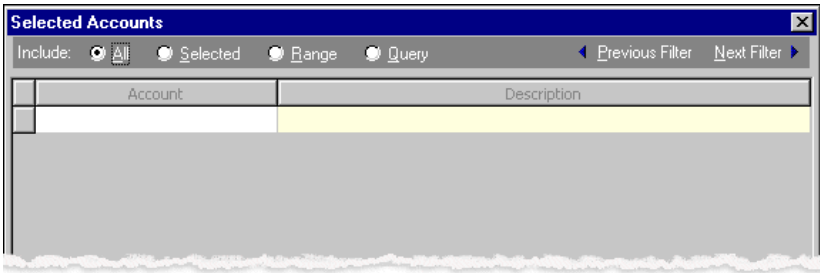 Selected Accounts
Include: All Selected Range Query Previous Filter Next Filter
Account Description